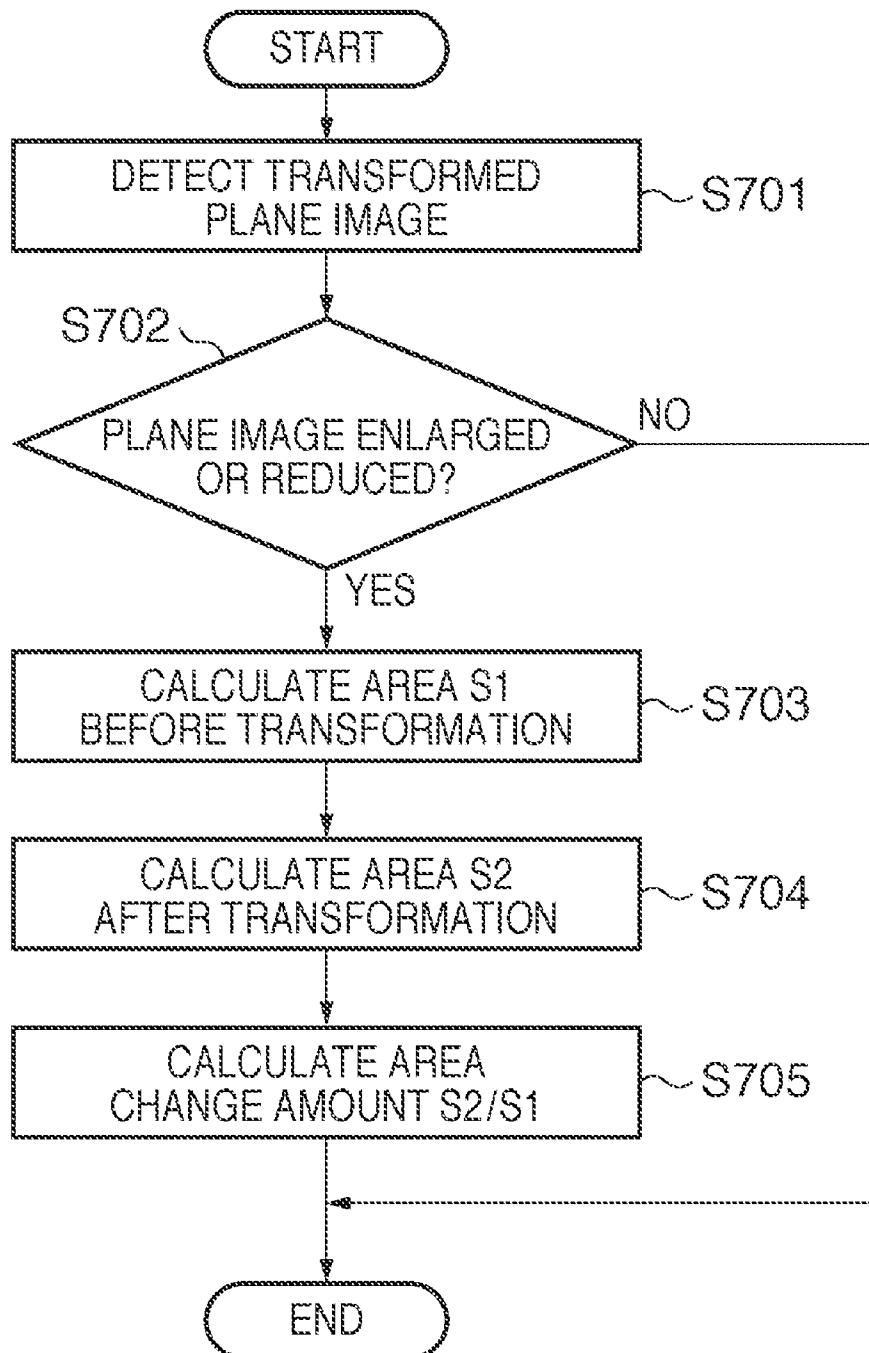 START
DETECT TRANSFORMED
PLANE IMAGE
S701
S702
PLANE IMAGE ENLARGED
OR REDUCED?
NO
YES
CALCULATE AREA S1
BEFORE TRANSFORMATION
S703
CALCULATE AREA S2
AFTER TRANSFORMATION
S704
CALCULATE AREA
CHANGE AMOUNT S2/S1
S705
END